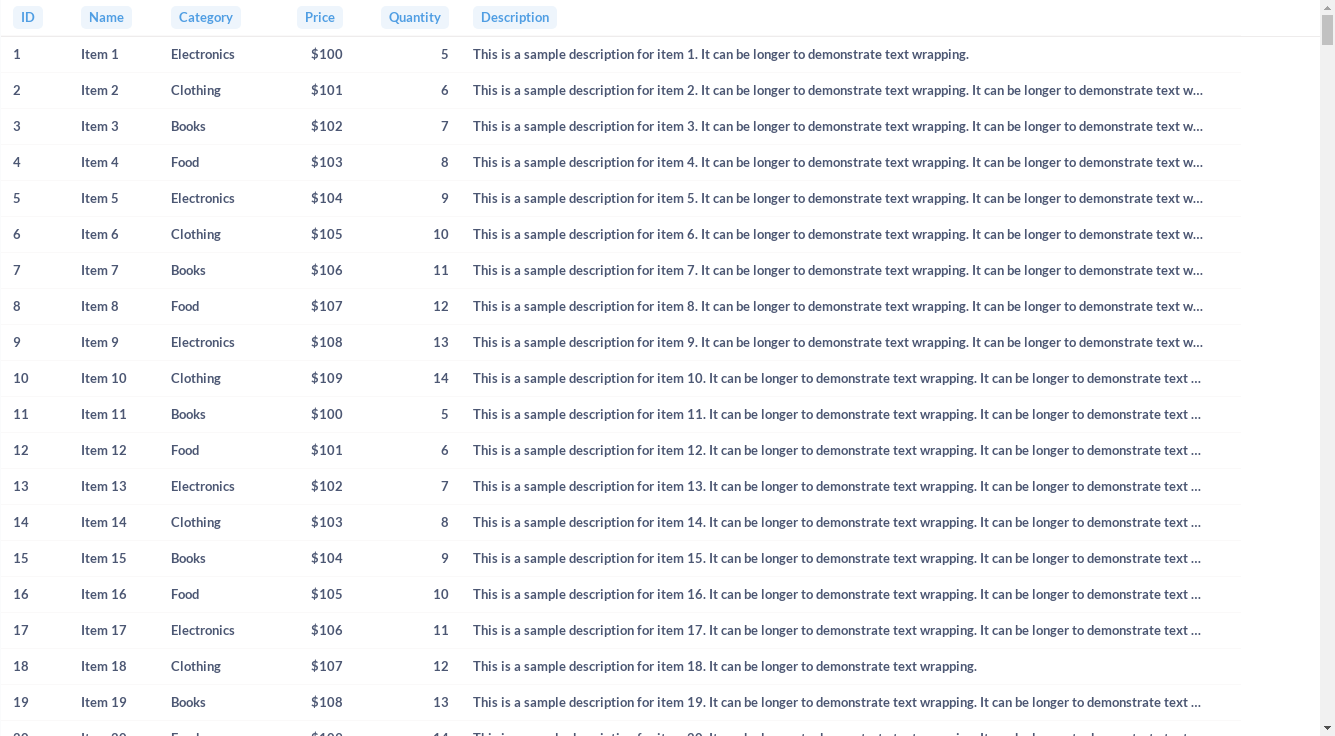 ID Name Category Price Quantity Description
1 Item 1 Electronics $100 5 This is a sample description for item 1. It can be longer to demonstrate text wrapping.
2 Item 2 Clothing $101 6 This is a sample description for item 2. It can be longer to demonstrate text wrapping. It can be longer to demonstrate text w...
3 Item 3 Books $102 7 This is a sample description for item 3. It can be longer to demonstrate text wrapping. It can be longer to demonstrate text w...
4 Item 4 Food $103 8 This is a sample description for item 4. It can be longer to demonstrate text wrapping. It can be longer to demonstrate text w...
5 Item 5 Electronics $104 9 This is a sample description for item 5. It can be longer to demonstrate text wrapping. It can be longer to demonstrate text w...
6 Item 6 Clothing $105 10 This is a sample description for item 6. It can be longer to demonstrate text wrapping. It can be longer to demonstrate text w...
7 Item 7 Books $106 11 This is a sample description for item 7. It can be longer to demonstrate text wrapping. It can be longer to demonstrate text w...
8 Item 8 Food $107 12 This is a sample description for item 8. It can be longer to demonstrate text wrapping. It can be longer to demonstrate text w...
9 Item 9 Electronics $108 13 This is a sample description for item 9. It can be longer to demonstrate text wrapping. It can be longer to demonstrate text w...
10 Item 10 Clothing $109 14 This is a sample description for item 10. It can be longer to demonstrate text wrapping. It can be longer to demonstrate text ...
11 Item 11 Books $100 5 This is a sample description for item 11. It can be longer to demonstrate text wrapping. It can be longer to demonstrate text ...
12 Item 12 Food $101 6 This is a sample description for item 12. It can be longer to demonstrate text wrapping. It can be longer to demonstrate text ...
13 Item 13 Electronics $102 7 This is a sample description for item 13. It can be longer to demonstrate text wrapping. It can be longer to demonstrate text ...
14 Item 14 Clothing $103 8 This is a sample description for item 14. It can be longer to demonstrate text wrapping. It can be longer to demonstrate text ...
15 Item 15 Books $104 9 This is a sample description for item 15. It can be longer to demonstrate text wrapping. It can be longer to demonstrate text ...
16 Item 16 Food $105 10 This is a sample description for item 16. It can be longer to demonstrate text wrapping. It can be longer to demonstrate text ...
17 Item 17 Electronics $106 11 This is a sample description for item 17. It can be longer to demonstrate text wrapping. It can be longer to demonstrate text ...
18 Item 18 Clothing $107 12 This is a sample description for item 18. It can be longer to demonstrate text wrapping.
19 Item 19 Books $108 13 This is a sample description for item 19. It can be longer to demonstrate text wrapping. It can be longer to demonstrate text ...